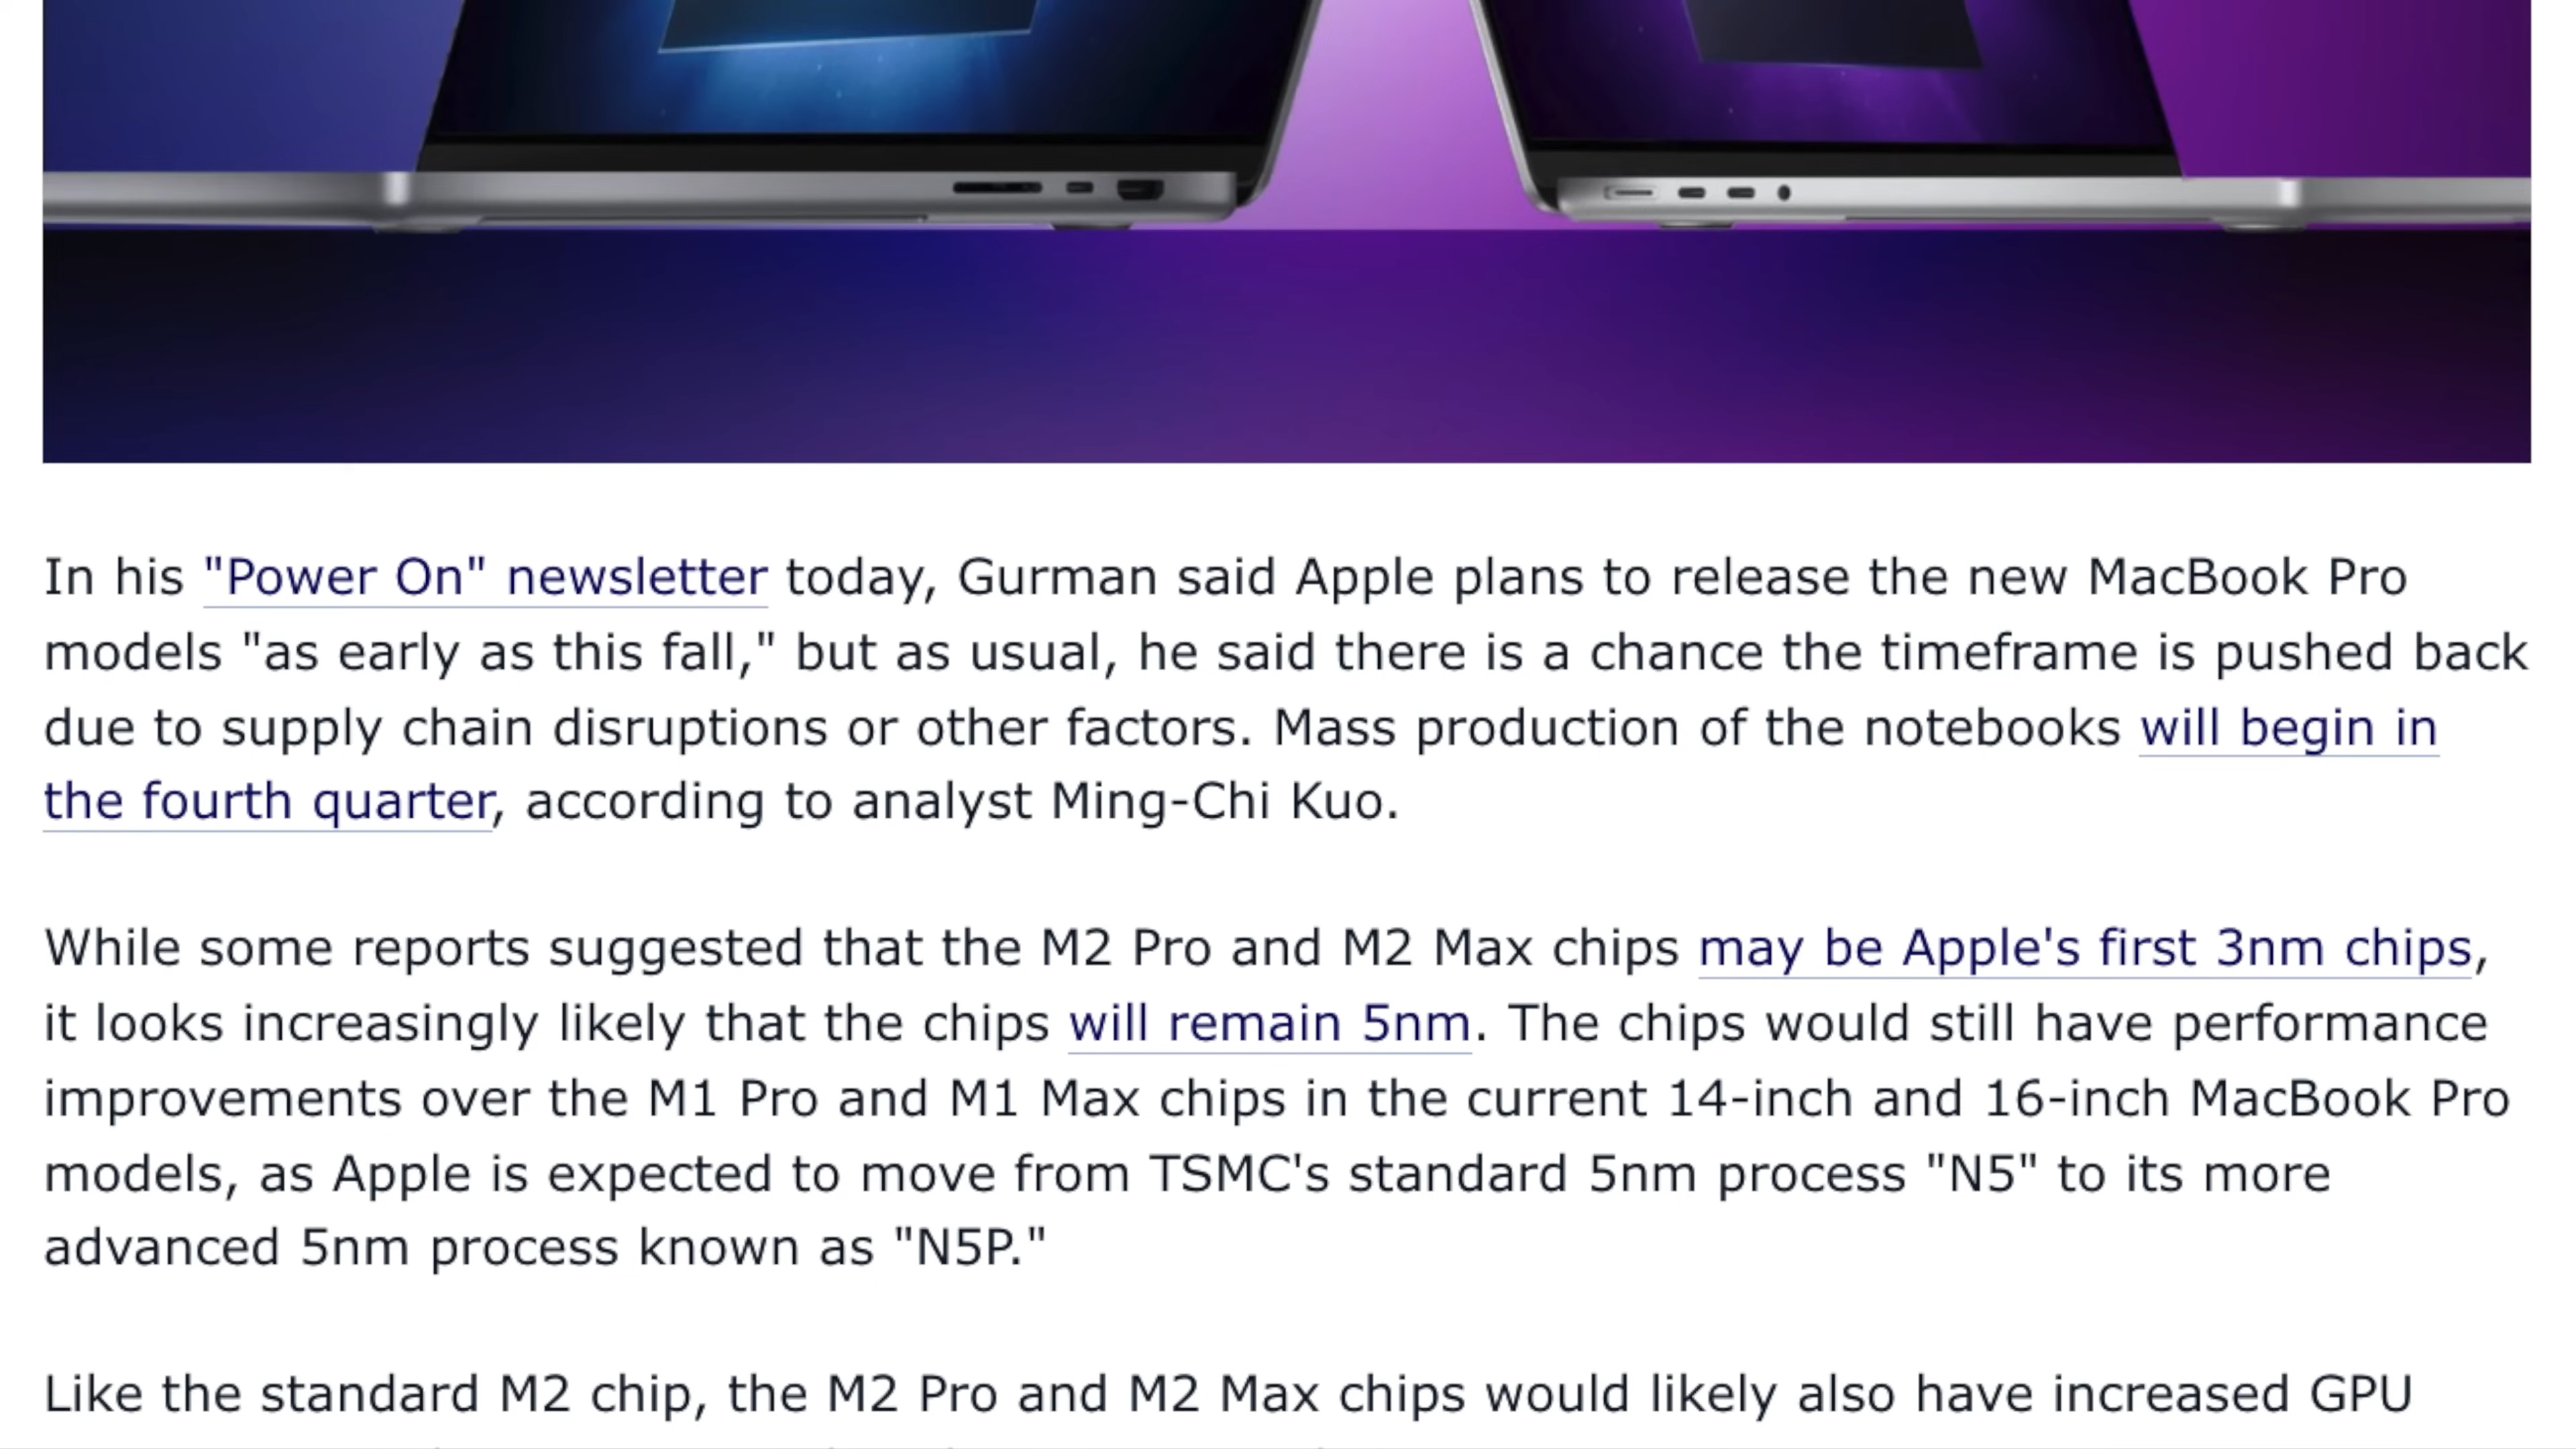 In his "Power On" newsletter today, Gurman said Apple plans to release the new MacBook Pro
models "as early as this fall," but as usual, he said there is a chance the timeframe is pushed back
due to supply chain disruptions or other factors. Mass production of the notebooks will begin in
the fourth quarter, according to analyst Ming-Chi Kuo.
While some reports suggested that the M2 Pro and M2 Max chips may be Apple's first 3nm chips,
it looks increasingly likely that the chips will remain 5nm. The chips would still have performance
improvements over the M1 Pro and M1 Max chips in the current 14-inch and 16-inch MacBook Pro
models, as Apple is expected to move from TSMC's standard 5nm process "N5" to its more
advanced 5nm process known as "N5P."
Like the standard M2 chip, the M2 Pro and M2 Max chips would likely also have increased GPU